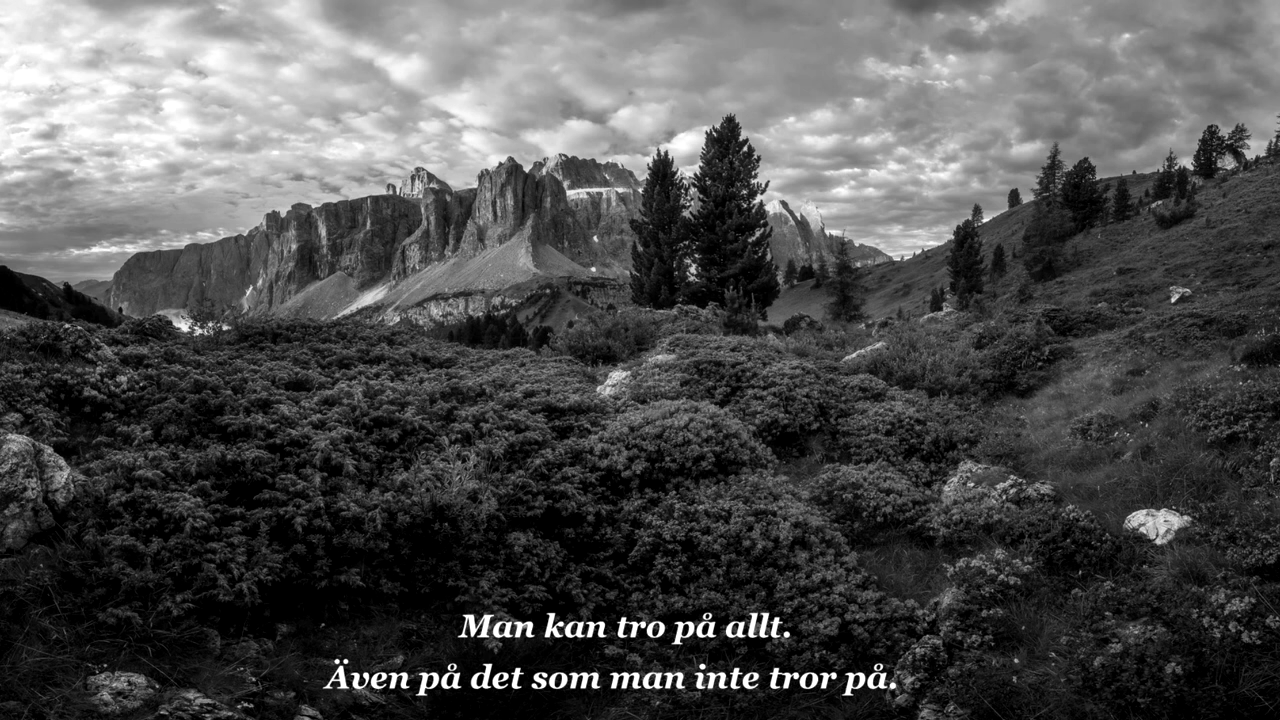 Man kan tro på allt.
Även på det som man inte tror på.